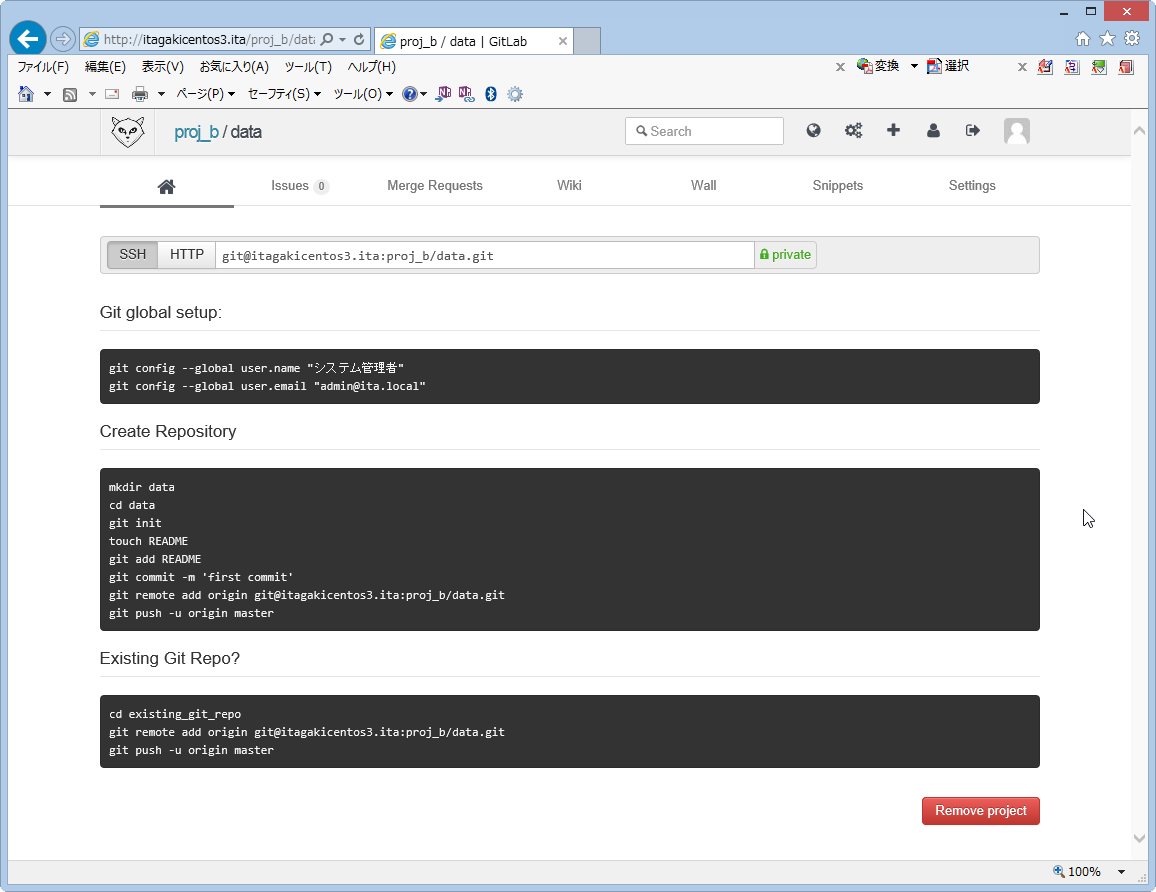 http://itagakicentos3.ita/proj_b/data
proj_b / data | GitLab
ファイル(F) 編集(E) 表示(V) お気に入り(A) ツール(T) ヘルプ(H)
変換 選択
ページ(P) セーフティ(S) ツール(O)
proj_b / data
Search
Issues 0 Merge Requests Wiki Wall Snippets Settings
SSH HTTP git@itagakicentos3.ita:proj_b/data.git private
Git global setup:
git config --global user.name "システム管理者"
git config --global user.email "admin@ita.local"
Create Repository
mkdir data
cd data
git init
touch README
git add README
git commit -m 'first commit'
git remote add origin git@itagakicentos3.ita:proj_b/data.git
git push -u origin master
Existing Git Repo?
cd existing_git_repo
git remote add origin git@itagakicentos3.ita:proj_b/data.git
git push -u origin master
Remove project
100%